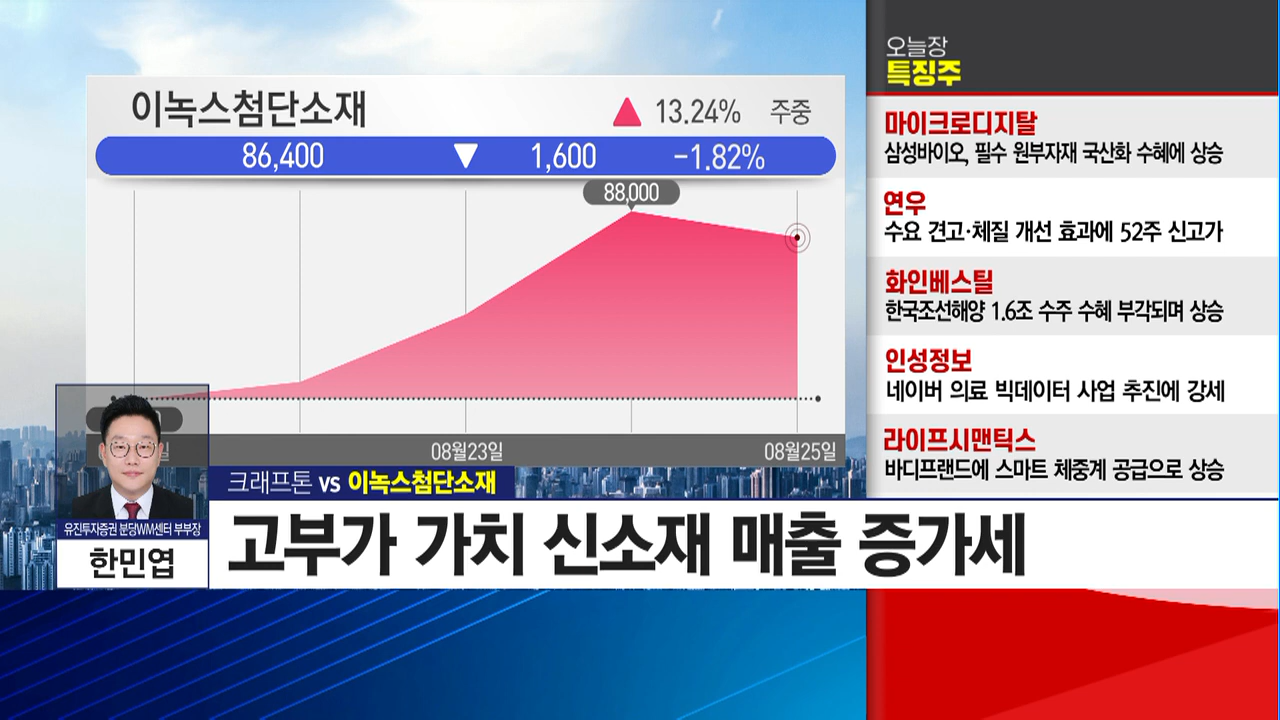 이녹스첨단소재
▲ 13.24% 주중
86,400 ▼ 1,600 -1.82%
88,000
08월23일
08월25일
크래프톤 vs 이녹스첨단소재
유진투자증권 분당WM센터 부부장
한민엽
고부가 가치 신소재 매출 증가세
오늘장
특징주
마이크로디지탈
삼성바이오, 필수 원부자재 국산화 수혜에 상승
연우
수요 견고·체질 개선 효과에 52주 신고가
화인베스틸
한국조선해양 1.6조 수주 수혜 부각되며 상승
인성정보
네이버 의료 빅데이터 사업 추진에 강세
라이프시맨틱스
바디프랜드에 스마트 체중계 공급으로 상승